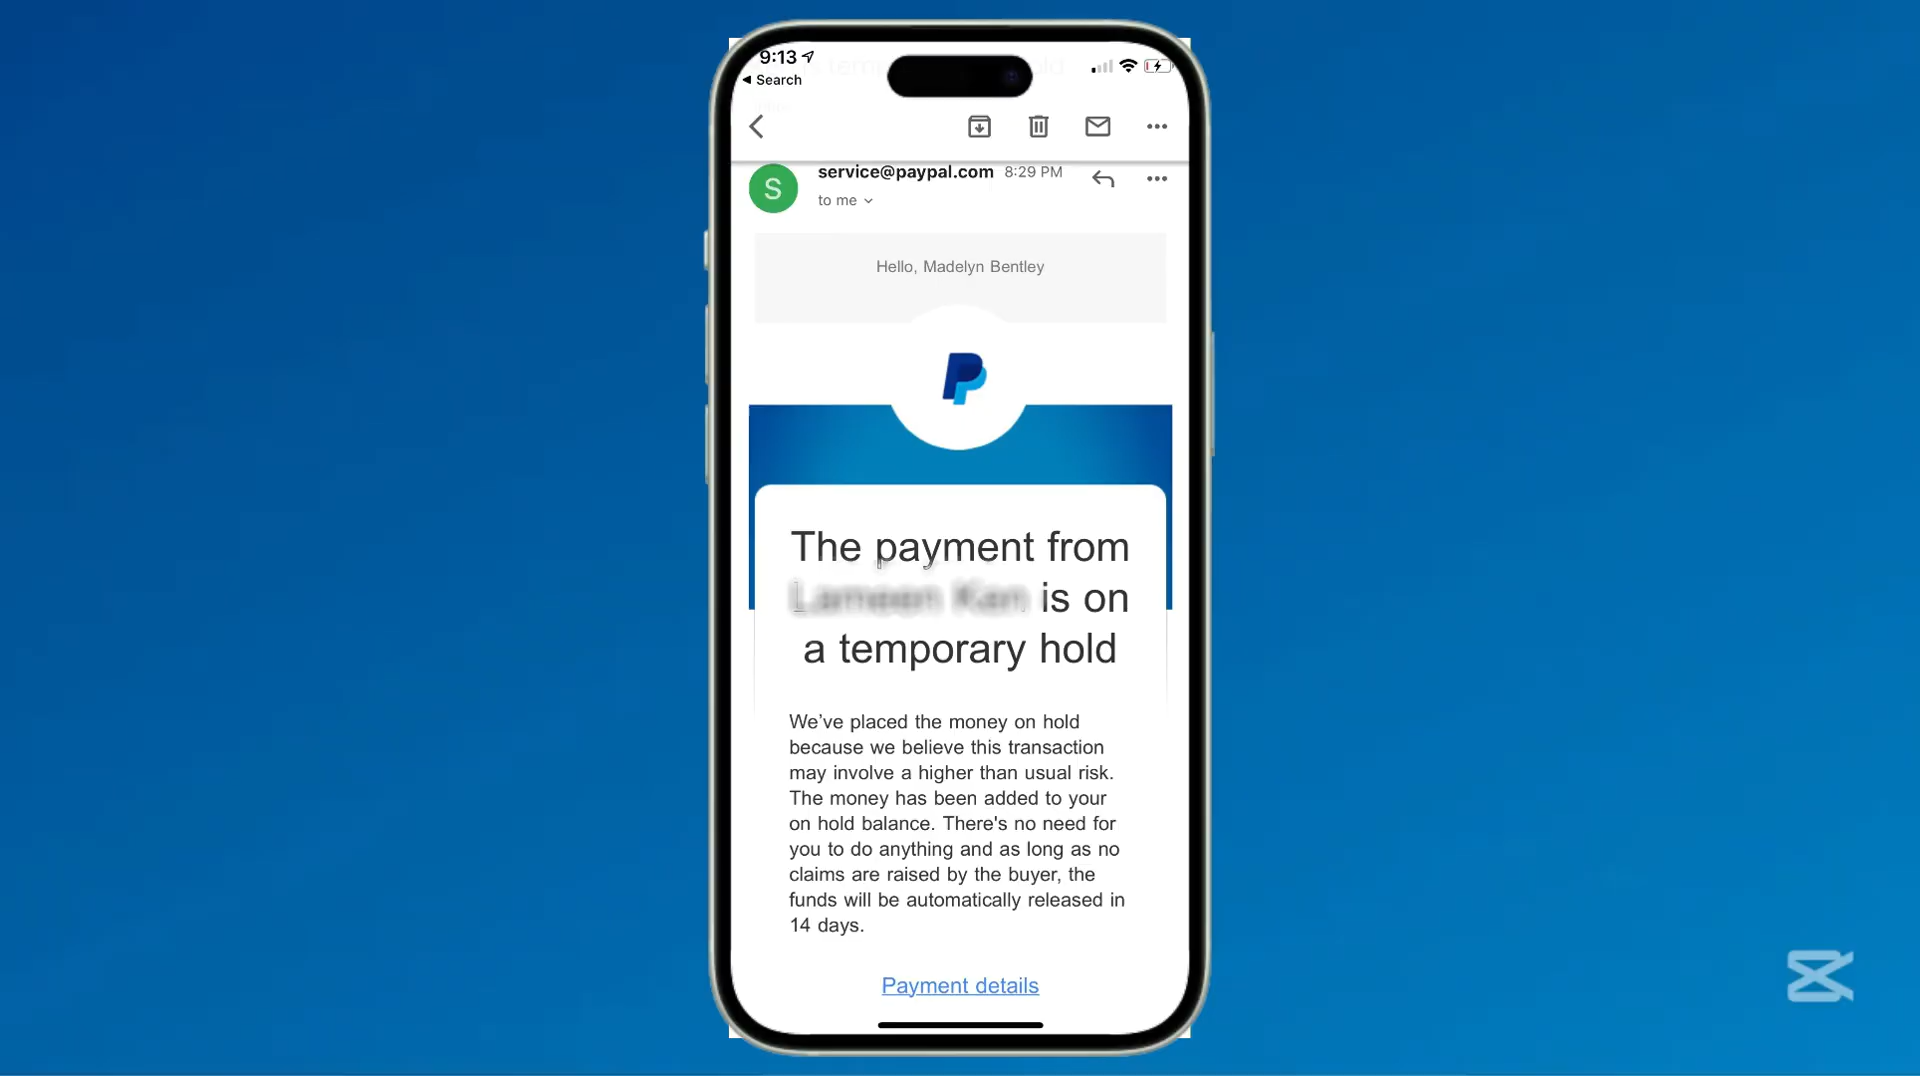 9:13
Search
service@paypal.com 8:29 PM
S
to me
Hello, Madelyn Bentley
The payment from
is on
a temporary hold
We’ve placed the money on hold
because we believe this transaction
may involve a higher than usual risk.
The money has been added to your
on hold balance. There's no need for
you to do anything and as long as no
claims are raised by the buyer, the
funds will be automatically released in
14 days.
Payment details